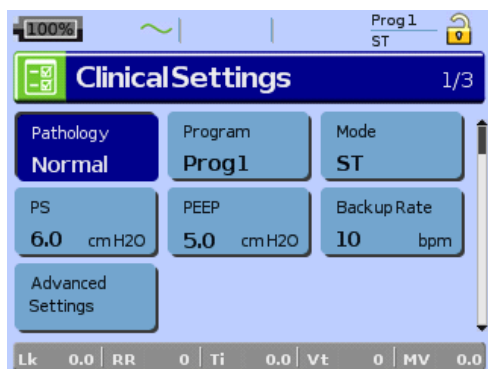 100%
Prog 1
ST
Clinical Settings 1/3
Pathology
Normal
Program
Prog1
Mode
ST
PS
6.0 cmH2O
PEEP
5.0 cmH2O
Backup Rate
10 bpm
Advanced
Settings
Lk 0.0 RR 0 Ti 0.0 Vt 0 MV 0.0